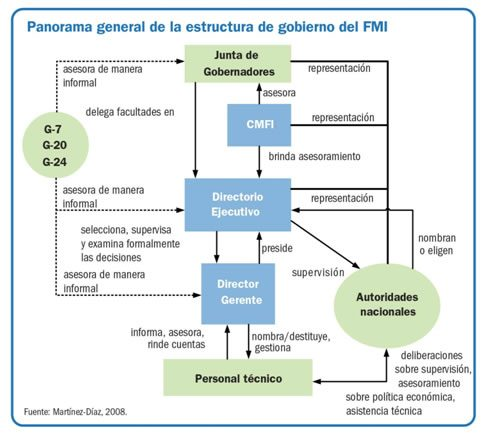 Panorama general de la estructura de gobierno del FMI
Junta de
Gobernadores
asesora de manera
informal
representación
asesora
delega facultades en
CMFI
representación
G-7
G-20
G-24
brinda asesoramiento
asesora de manera
informal
Directorio
Ejecutivo
representación
selecciona, supervisa
y examina formalmente
las decisiones
preside
nombran
o eligen
supervisión
asesora de manera
informal
Director
Gerente
Autoridades
nacionales
informa, asesora,
rinde cuentas
nombra/destituye,
gestiona
Personal técnico
deliberaciones
sobre supervisión,
asesoramiento
sobre política económica,
asistencia técnica
Fuente: Martínez-Díaz, 2008.